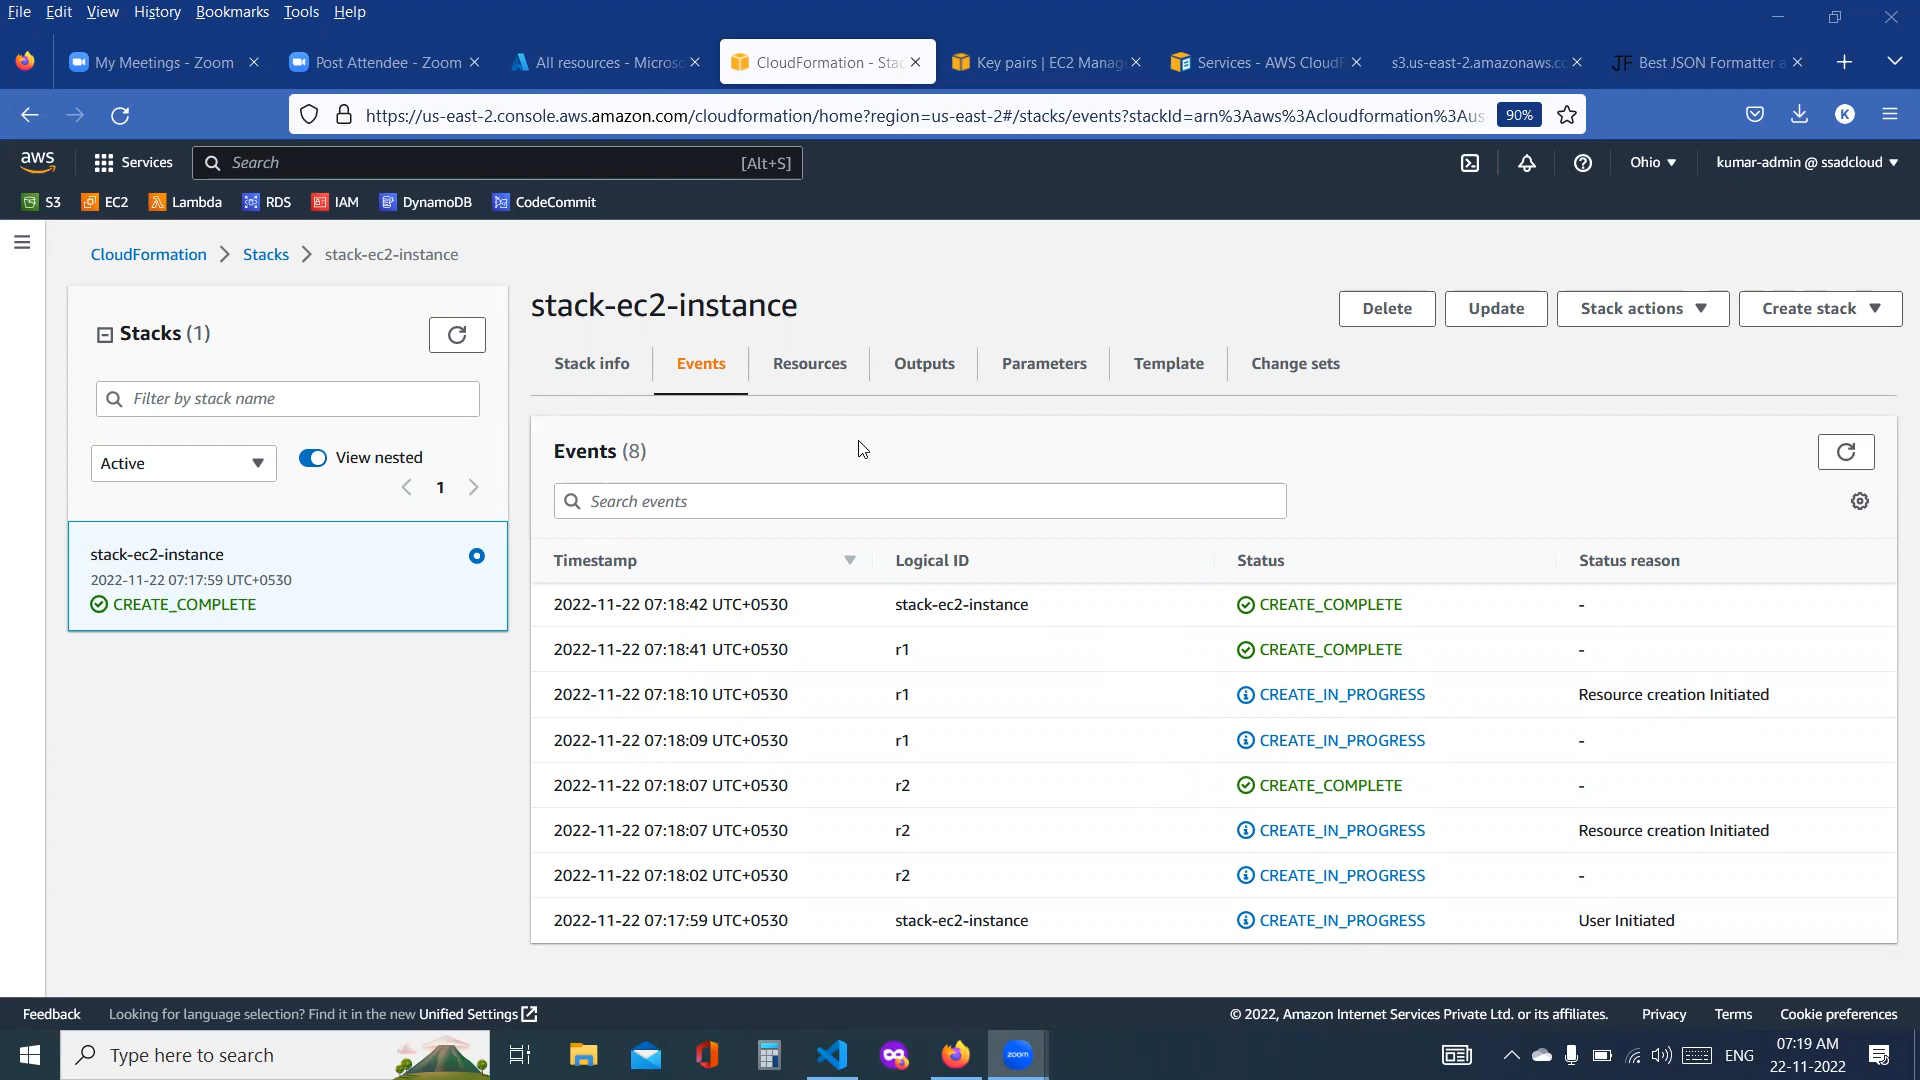 File Edit View History Bookmarks Tools Help
My Meetings - Zoom
Post Attendee - Zoom
All resources - Micros
CloudFormation - Sta
Key pairs | EC2 Manag
Services - AWS CloudF
s3.us-east-2.amazonaws.co
JF Best JSON Formatter a
https://us-east-2.console.aws.amazon.com/cloudformation/home?region=us-east-2#/stacks/events?stackId=arn%3Aaws%3Acloudformation%3Aus
90%
K
aws
Services
Search
[Alt+S]
Ohio
kumar-admin @ ssadcloud
S3 EC2 Lambda RDS IAM DynamoDB CodeCommit
CloudFormation Stacks stack-ec2-instance
Stacks (1)
Filter by stack name
Active
View nested
1
stack-ec2-instance
2022-11-22 07:17:59 UTC+0530
CREATE_COMPLETE
stack-ec2-instance
Delete Update Stack actions Create stack
Stack info Events Resources Outputs Parameters Template Change sets
Events (8)
Search events
Timestamp Logical ID Status Status reason
2022-11-22 07:18:42 UTC+0530 stack-ec2-instance CREATE_COMPLETE -
2022-11-22 07:18:41 UTC+0530 r1 CREATE_COMPLETE -
2022-11-22 07:18:10 UTC+0530 r1 CREATE_IN_PROGRESS Resource creation Initiated
2022-11-22 07:18:09 UTC+0530 r1 CREATE_IN_PROGRESS -
2022-11-22 07:18:07 UTC+0530 r2 CREATE_COMPLETE -
2022-11-22 07:18:07 UTC+0530 r2 CREATE_IN_PROGRESS Resource creation Initiated
2022-11-22 07:18:02 UTC+0530 r2 CREATE_IN_PROGRESS -
2022-11-22 07:17:59 UTC+0530 stack-ec2-instance CREATE_IN_PROGRESS User Initiated
Feedback Looking for language selection? Find it in the new Unified Settings
© 2022, Amazon Internet Services Private Ltd. or its affiliates. Privacy Terms Cookie preferences
Type here to search
zoom
ENG
07:19 AM
22-11-2022